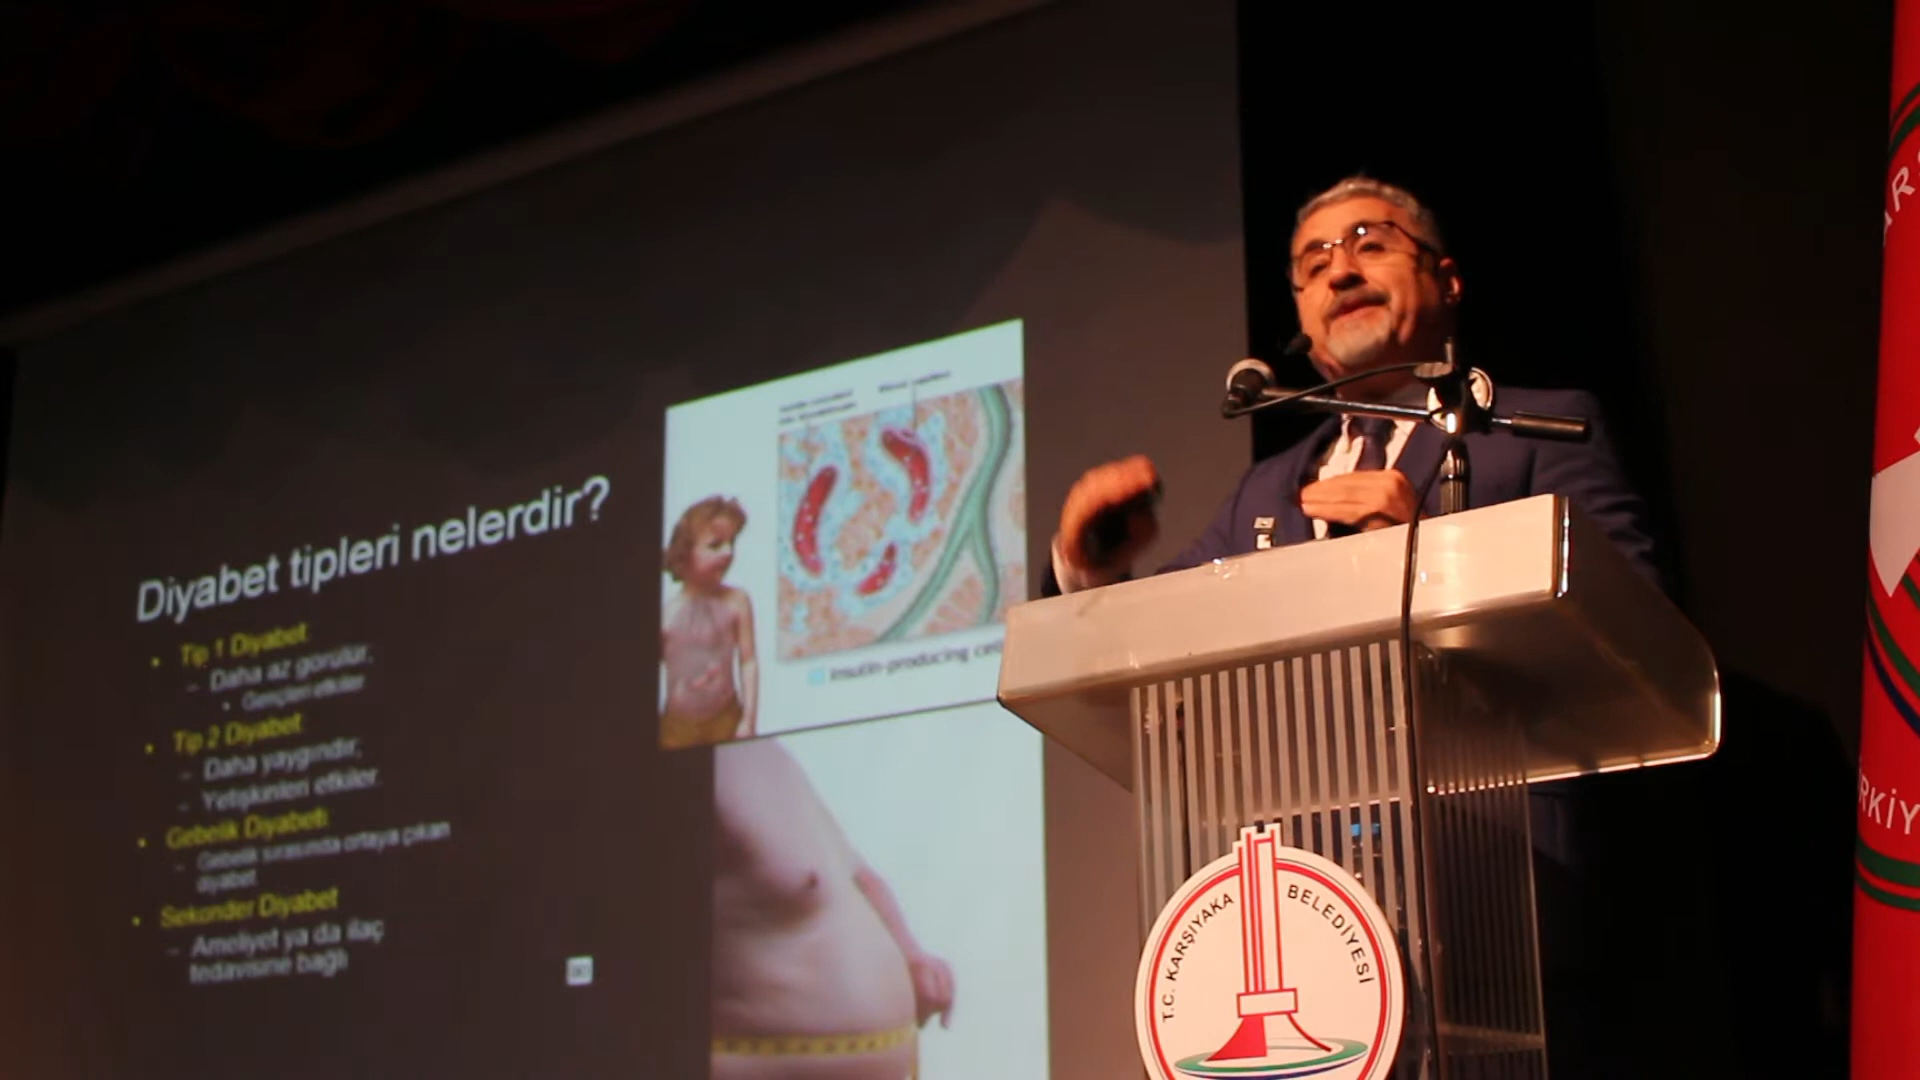 Diyabet tipleri nelerdir?
• Tip 1 Diyabet:
– Daha az görülür;
• Gençleri etkiler
• Tip 2 Diyabet:
– Daha yaygındır;
– Yetişkinleri etkiler.
• Gebelik Diyabeti:
– Gebelik sırasında ortaya çıkan
diyabet
• Sekonder Diyabet
– Ameliyet ya da ilaç
tedavisine bağlı
Insulin-producing
T.C. KARŞIYAKA BELEDİYESİ